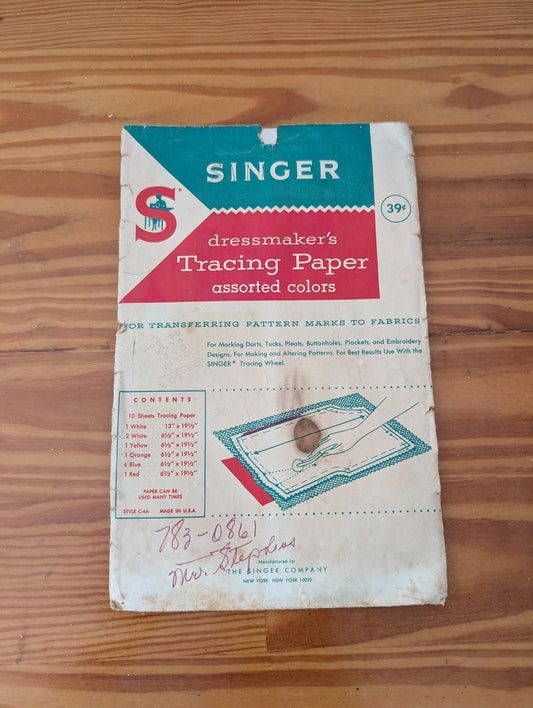 SINGER
S
39¢
dressmaker's
Tracing Paper
assorted colors
FOR TRANSFERRING PATTERN MARKS TO FABRICS
For Marking Darts, Tucks, Pleats, Buttonholes, Plackets, and Embroidery
Designs. For Making and Altering Patterns. For Best Results Use With the
SINGER* Tracing Wheel.
CONTENTS
10 Sheets Tracing Paper
1 White 13" x 19½"
2 White 6½" x 19½"
1 Yellow 6½" x 19½"
1 Orange 6½" x 19½"
4 Blue 6½" x 19½"
1 Red 6½" x 19½"
PAPER CAN BE
USED MANY TIMES
STYLE C-4A MADE IN U.S.A.
783-0861
Mrs Stephens
Manufactured for
THE SINGER COMPANY
NEW YORK, NEW YORK 10020